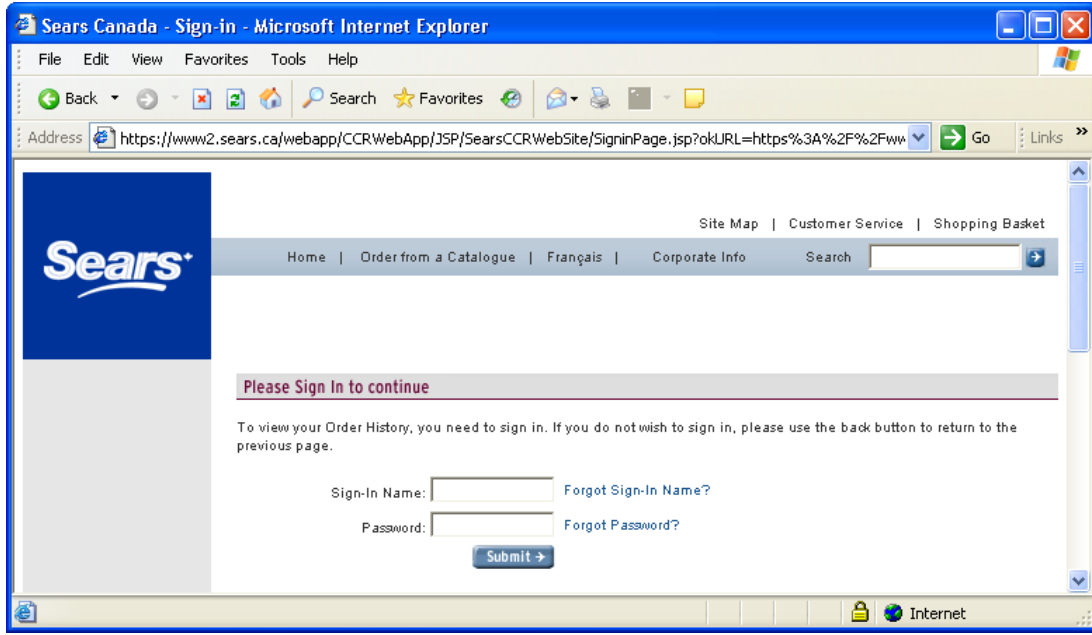 Sears Canada - Sign-in - Microsoft Internet Explorer
File Edit View Favorites Tools Help
Back Search Favorites
Address https://www2.sears.ca/webapp/CCRWebApp/JSP/SearsCCRWebSite/SigninPage.jsp?okURL=https%3A%2F%2Fww Go Links »
Site Map | Customer Service | Shopping Basket
Sears
Home | Order from a Catalogue | Français | Corporate Info Search
Please Sign In to continue
To view your Order History, you need to sign in. If you do not wish to sign in, please use the back button to return to the
previous page.
Sign-In Name: Forgot Sign-In Name?
Password: Forgot Password?
Submit
Internet